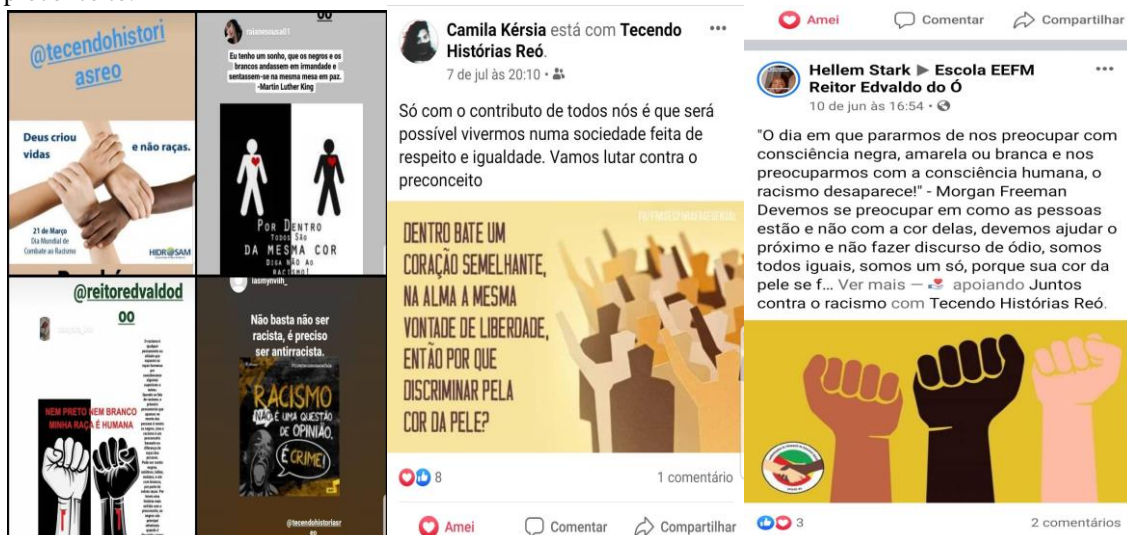 @tecendohistori
asreo
Deus criou
vidas
e não raças.
21 de Março
Dia Mundial de
Combate ao Racismo
HIDROSAM
00
raianesousa01
Eu tenho um sonho, que os negros e os
brancos andassem em irmandade e
sentassem-se na mesma mesa em paz.
-Martin Luther King
POR DENTRO
TODOS SÃO
DA MESMA COR
DIGA NÃO AO
RACISMO!
@reitoredvaldod
oo
NEM PRETO NEM BRANCO
MINHA RAÇA É HUMANA
iasmynviih_
Não basta não ser
racista, é preciso
ser antirracista.
RACISMO
NÃO É UMA QUESTÃO
DE OPINIÃO,
É CRIME!
@tecendohistoriasr
eo
Camila Kérsia está com Tecendo
Histórias Reó.
7 de jul às 20:10
Só com o contributo de todos nós é que será
possível vivermos numa sociedade feita de
respeito e igualdade. Vamos lutar contra o
preconceito
DENTRO BATE UM
CORAÇÃO SEMELHANTE,
NA ALMA A MESMA
VONTADE DE LIBERDADE,
ENTÃO POR QUE
DISCRIMINAR PELA
COR DA PELE?
8
1 comentário
Amei
Comentar
Compartilhar
Amei
Comentar
Compartilhar
Hellem Stark ▶ Escola EEFM
Reitor Edvaldo do Ó
10 de jun às 16:54
"O dia em que pararmos de nos preocupar com
consciência negra, amarela ou branca e nos
preocuparmos com a consciência humana, o
racismo desaparece!" - Morgan Freeman
Devemos se preocupar em como as pessoas
estão e não com a cor delas, devemos ajudar o
próximo e não fazer discurso de ódio, somos
todos iguais, somos um só, porque sua cor da
pele se f... Ver mais — apoiando Juntos
contra o racismo com Tecendo Histórias Reó.
3
2 comentários